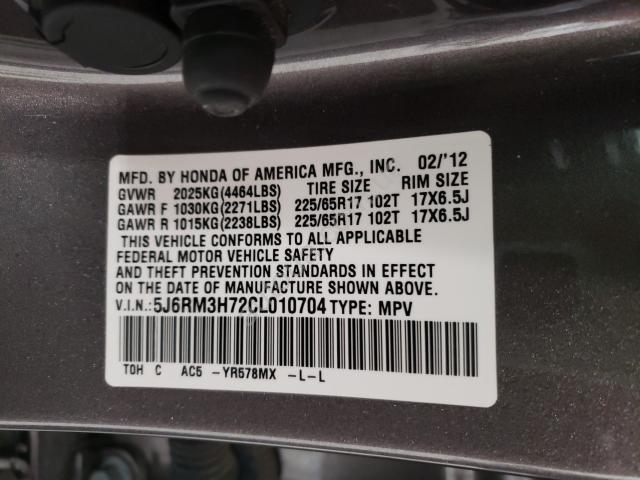 MFD. BY HONDA OF AMERICA MFG., INC. 02/'12
GVWR 2025KG(4464LBS) TIRE SIZE RIM SIZE
GAWR F 1030KG(2271LBS) 225/65R17 102T 17X6.5J
GAWR R 1015KG(2238LBS) 225/65R17 102T 17X6.5J
THIS VEHICLE CONFORMS TO ALL APPLICABLE
FEDERAL MOTOR VEHICLE SAFETY
AND THEFT PREVENTION STANDARDS IN EFFECT
ON THE DATE OF MANUFACTURE SHOWN ABOVE.
V.I.N.:5J6RM3H72CL010704 TYPE: MPV
TOH C AC5 -YR578MX -L-L